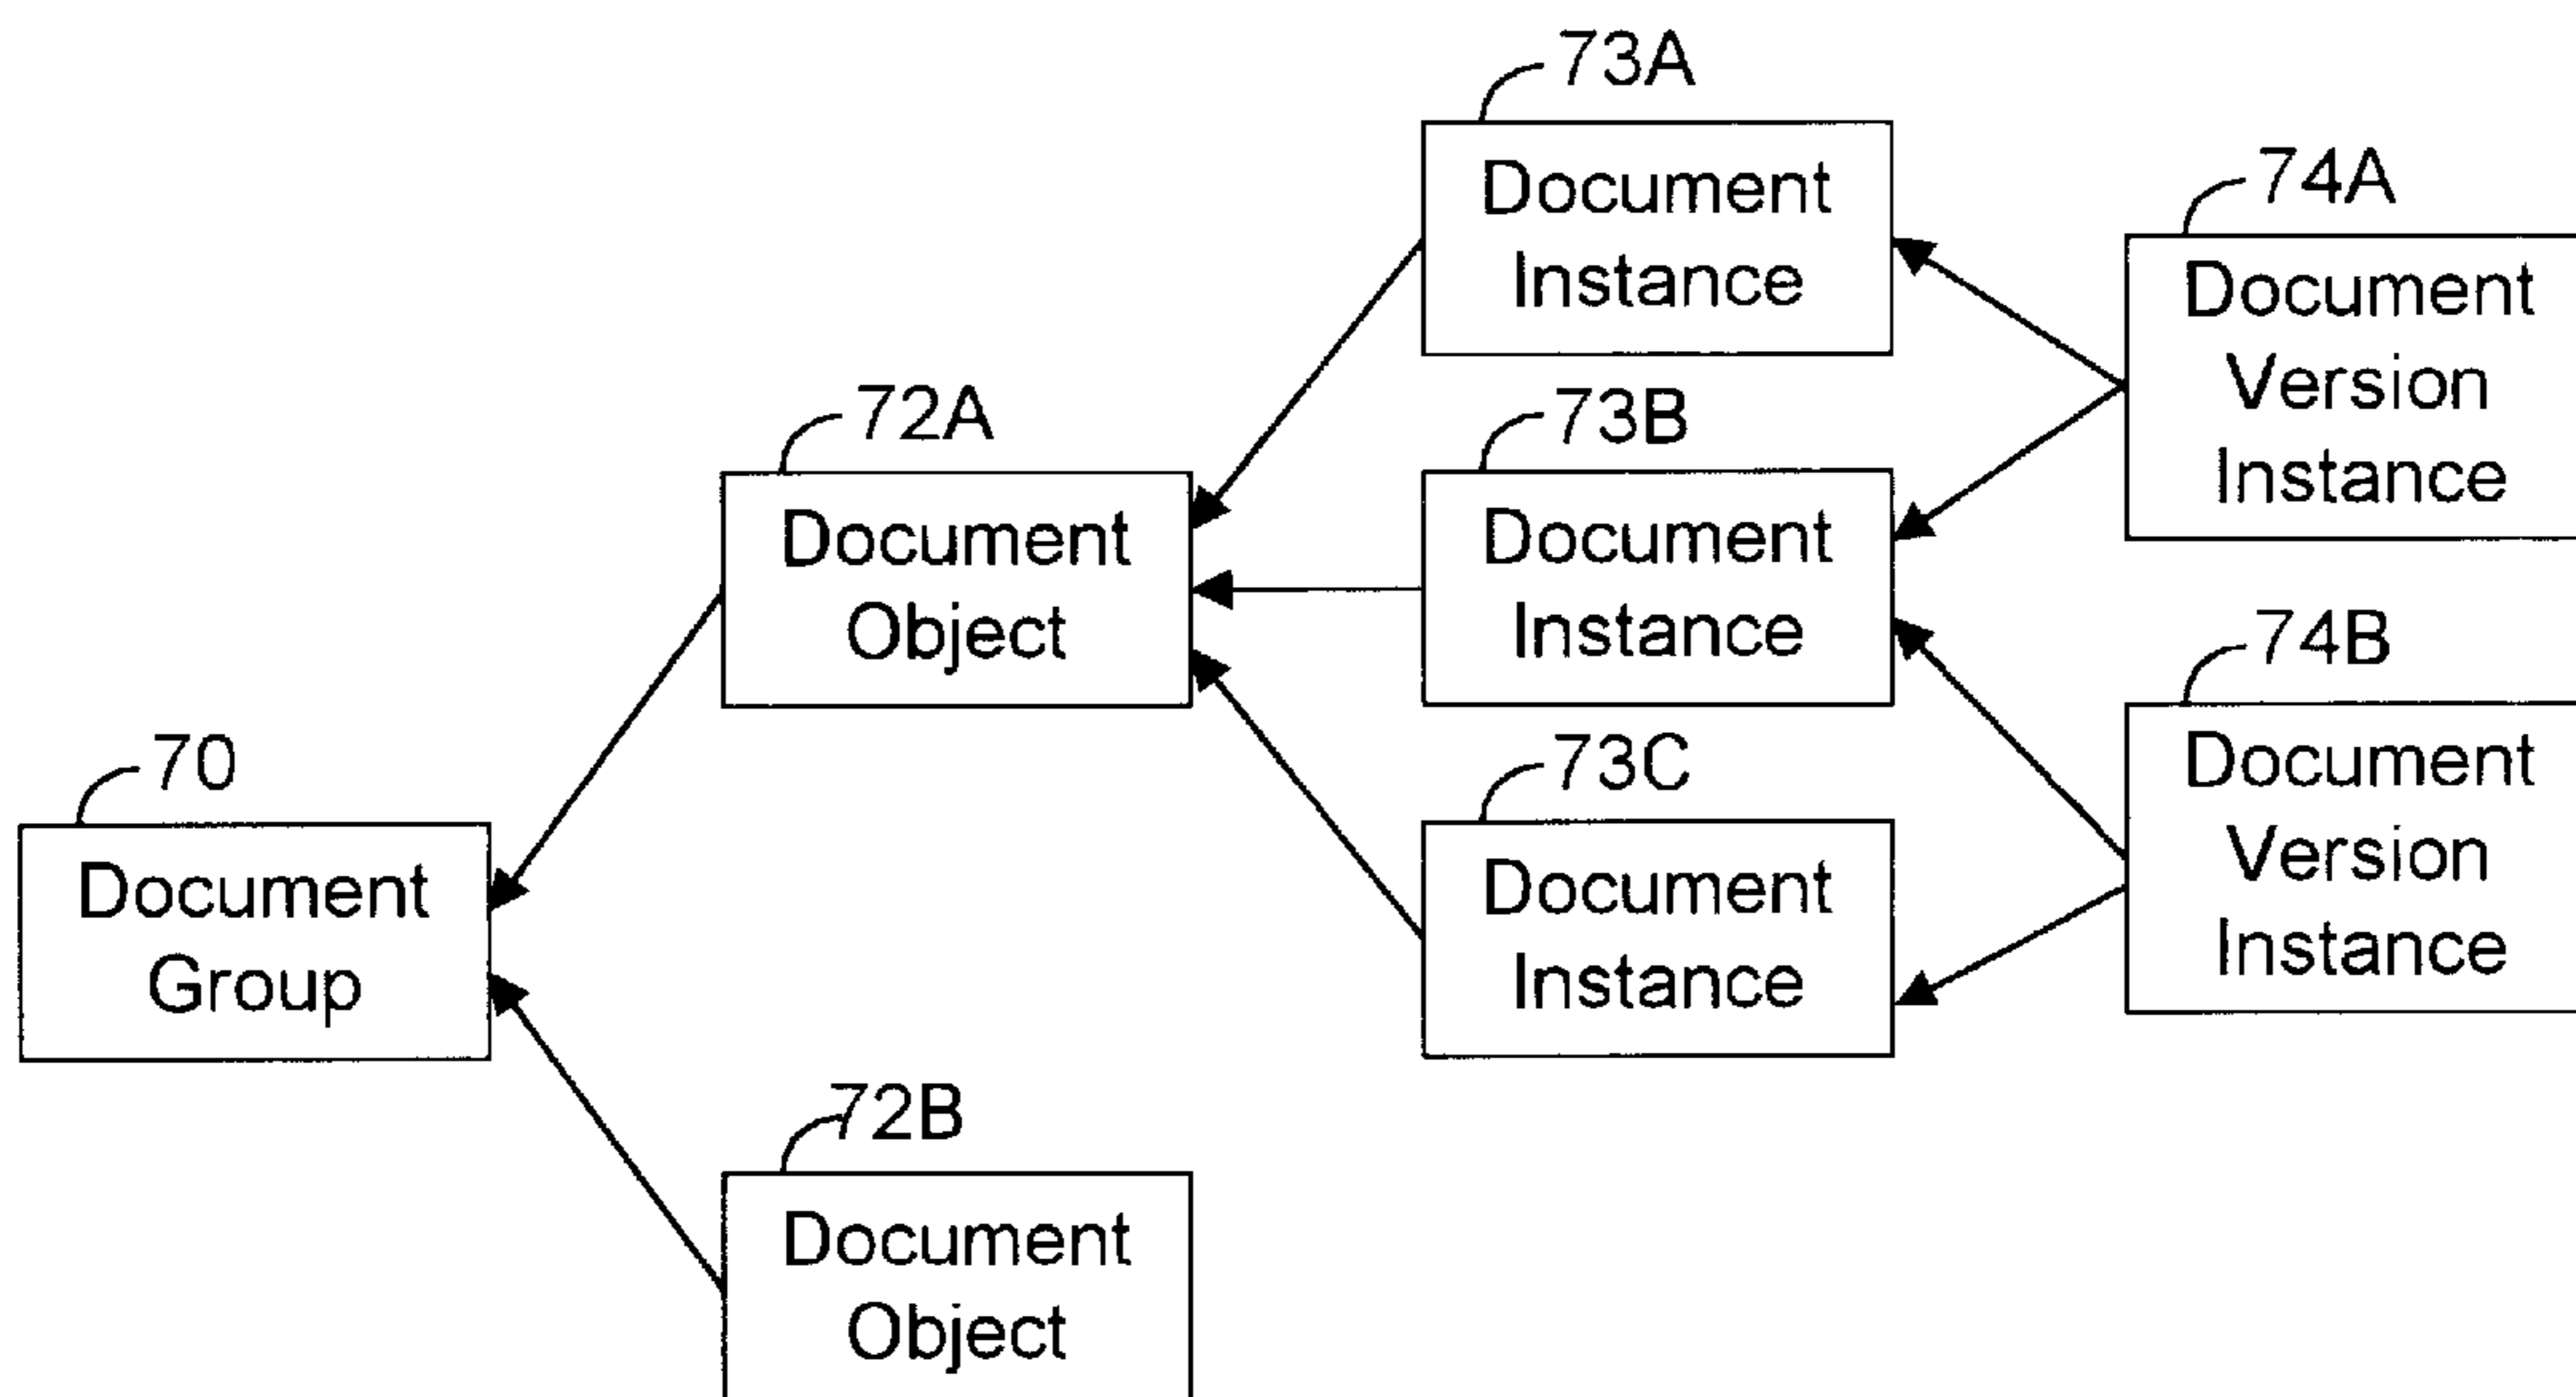 73A
Document
Instance
74A
Document
Version
Instance
72A
Document
Object
73B
Document
Instance
74B
Document
Version
Instance
70
Document
Group
73C
Document
Instance
72B
Document
Object